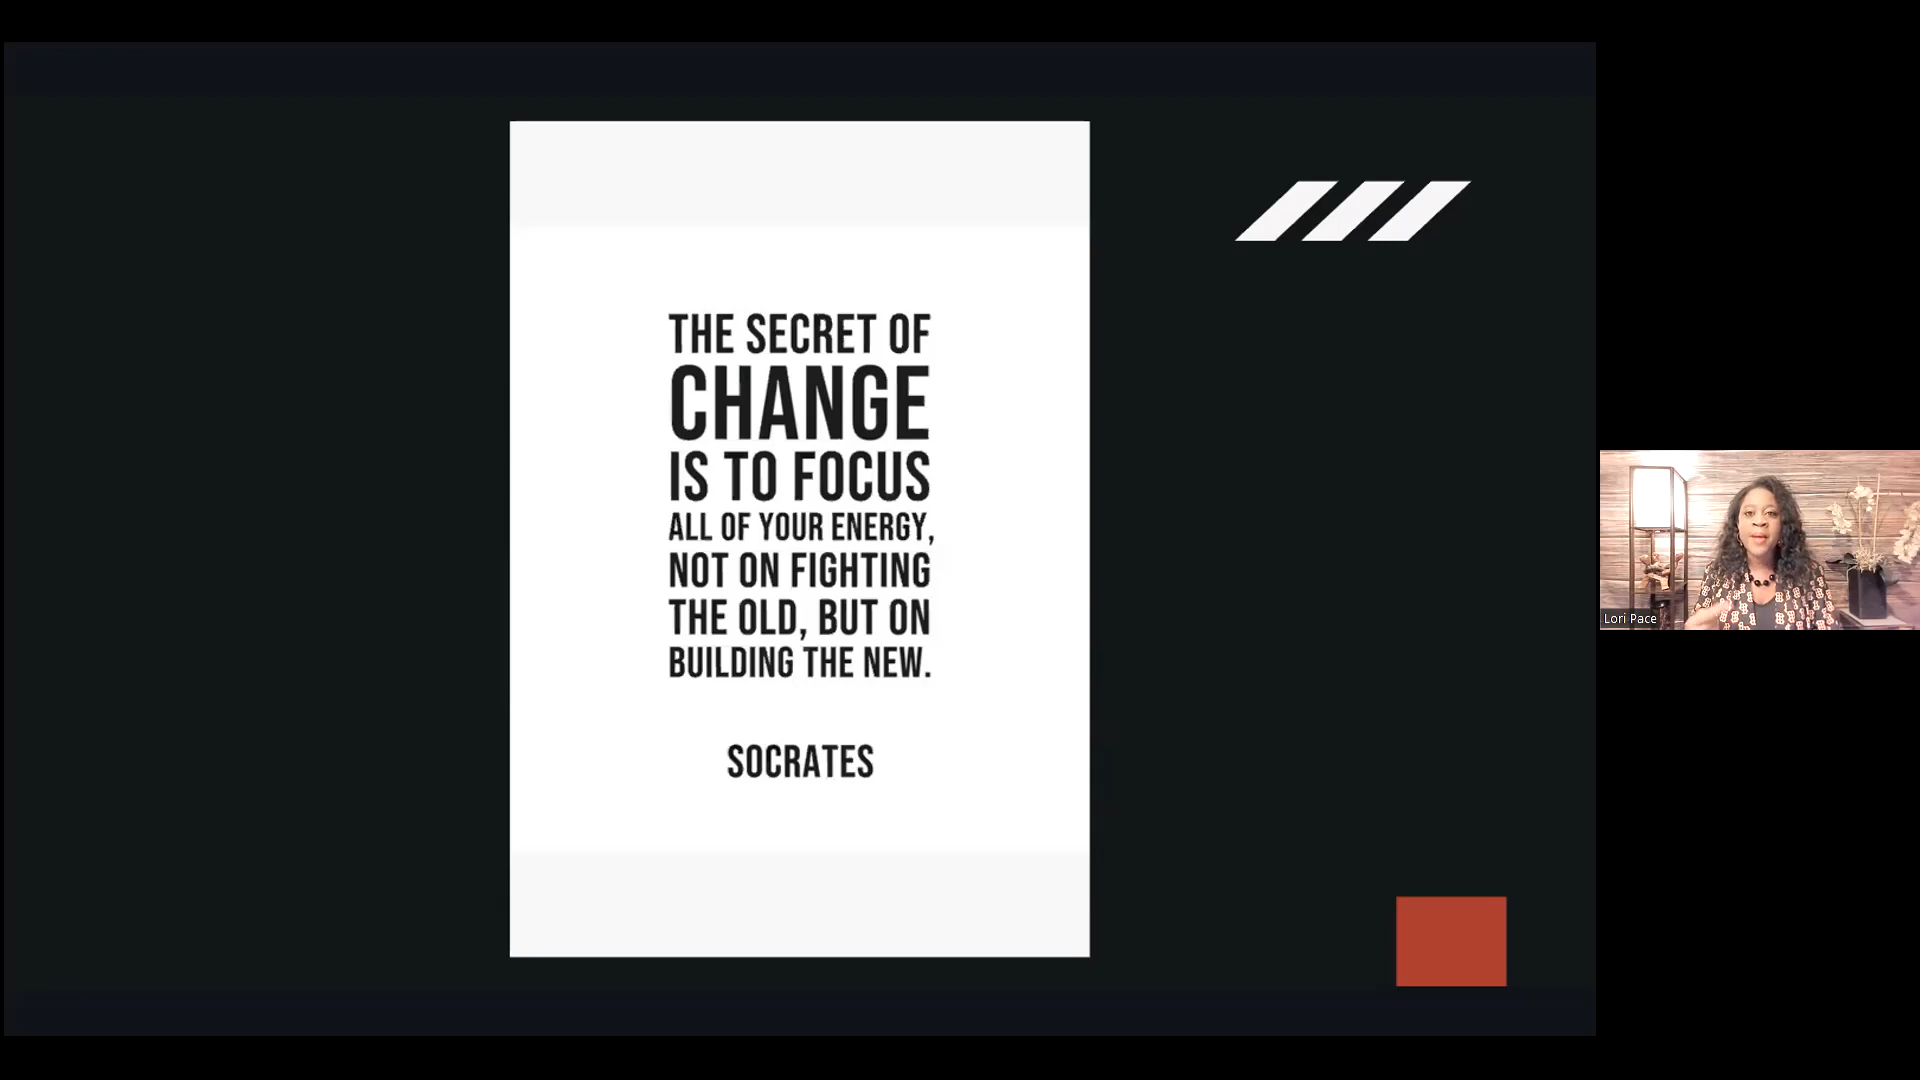 THE SECRET OF
CHANGE
IS TO FOCUS
ALL OF YOUR ENERGY,
NOT ON FIGHTING
THE OLD, BUT ON
BUILDING THE NEW.
SOCRATES
Lori Pace